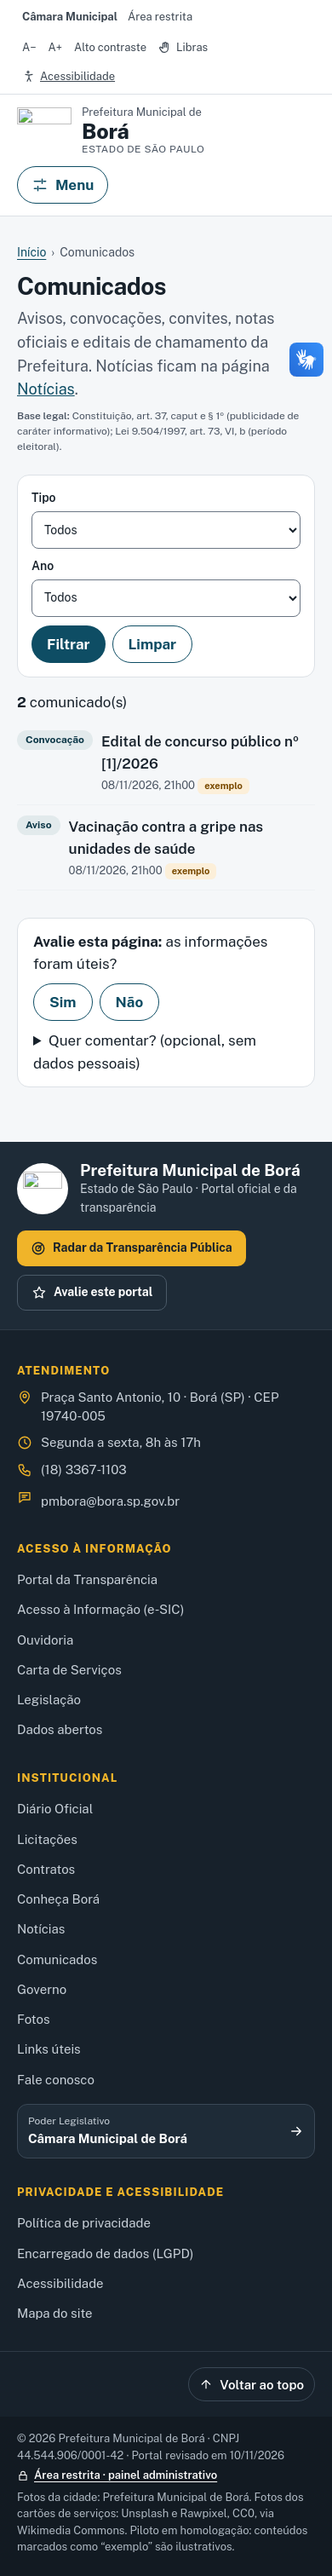 Câmara Municipal Área restrita
A− A+ Alto contraste Libras
Acessibilidade
Prefeitura Municipal de
Borá
ESTADO DE SÃO PAULO
Menu
Início › Comunicados
Comunicados
Avisos, convocações, convites, notas
oficiais e editais de chamamento da
Prefeitura. Notícias ficam na página
Notícias.
Base legal: Constituição, art. 37, caput e § 1º (publicidade de
caráter informativo); Lei 9.504/1997, art. 73, VI, b (período
eleitoral).
Tipo
Todos
Ano
Todos
Filtrar Limpar
2 comunicado(s)
Convocação Edital de concurso público nº
[1]/2026
08/11/2026, 21h00 exemplo
Aviso Vacinação contra a gripe nas
unidades de saúde
08/11/2026, 21h00 exemplo
Avalie esta página: as informações
foram úteis?
Sim Não
Quer comentar? (opcional, sem
dados pessoais)
Prefeitura Municipal de Borá
Estado de São Paulo · Portal oficial e da
transparência
Radar da Transparência Pública
Avalie este portal
ATENDIMENTO
Praça Santo Antonio, 10 · Borá (SP) · CEP
19740-005
Segunda a sexta, 8h às 17h
(18) 3367-1103
pmbora@bora.sp.gov.br
ACESSO À INFORMAÇÃO
Portal da Transparência
Acesso à Informação (e-SIC)
Ouvidoria
Carta de Serviços
Legislação
Dados abertos
INSTITUCIONAL
Diário Oficial
Licitações
Contratos
Conheça Borá
Notícias
Comunicados
Governo
Fotos
Links úteis
Fale conosco
Poder Legislativo
Câmara Municipal de Borá
PRIVACIDADE E ACESSIBILIDADE
Política de privacidade
Encarregado de dados (LGPD)
Acessibilidade
Mapa do site
Voltar ao topo
© 2026 Prefeitura Municipal de Borá · CNPJ
44.544.906/0001-42 · Portal revisado em 10/11/2026
Área restrita · painel administrativo
Fotos da cidade: Prefeitura Municipal de Borá. Fotos dos
cartões de serviços: Unsplash e Rawpixel, CC0, via
Wikimedia Commons. Piloto em homologação: conteúdos
marcados como “exemplo” são ilustrativos.